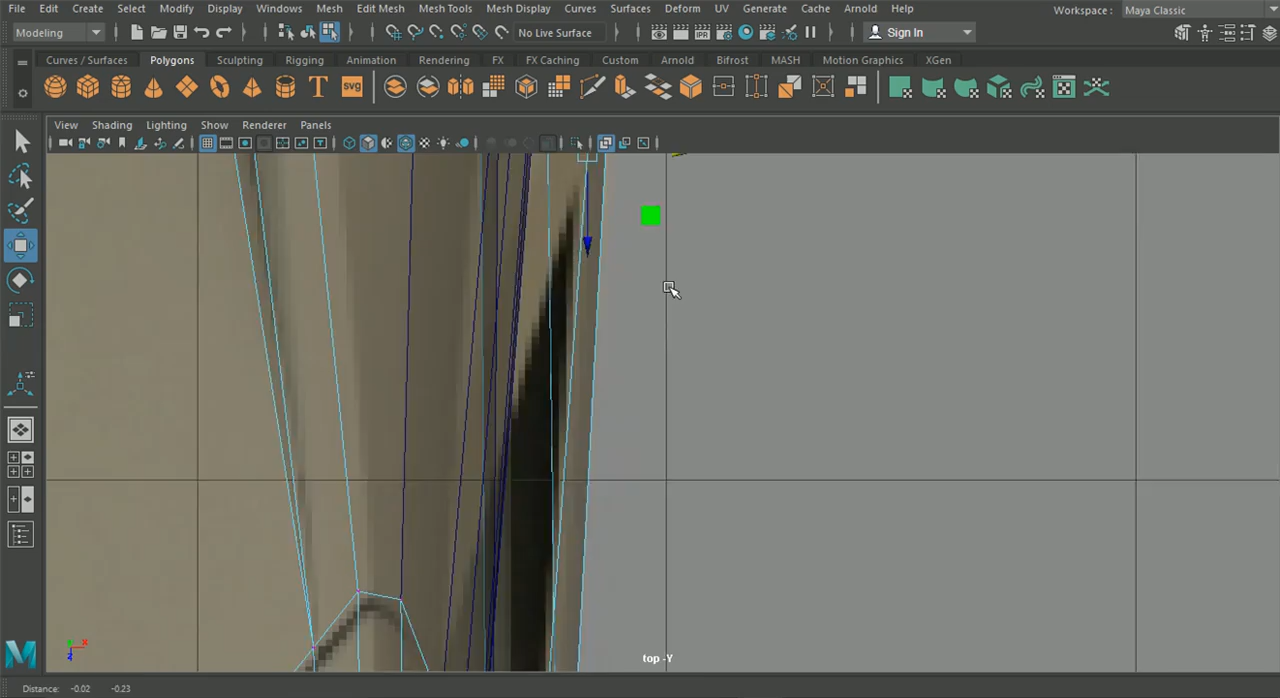 File Edit Create Select Modify Display Windows Mesh Edit Mesh Mesh Tools Mesh Display Curves Surfaces Deform UV Generate Cache Arnold Help
Workspace: Maya Classic
Modeling No Live Surface Sign In
Curves / Surfaces Polygons Sculpting Rigging Animation Rendering FX FX Caching Custom Arnold Bifrost MASH Motion Graphics XGen
T SVG
View Shading Lighting Show Renderer Panels
IPR
x
z
top -Y
M
Distance: -0.02 -0.23